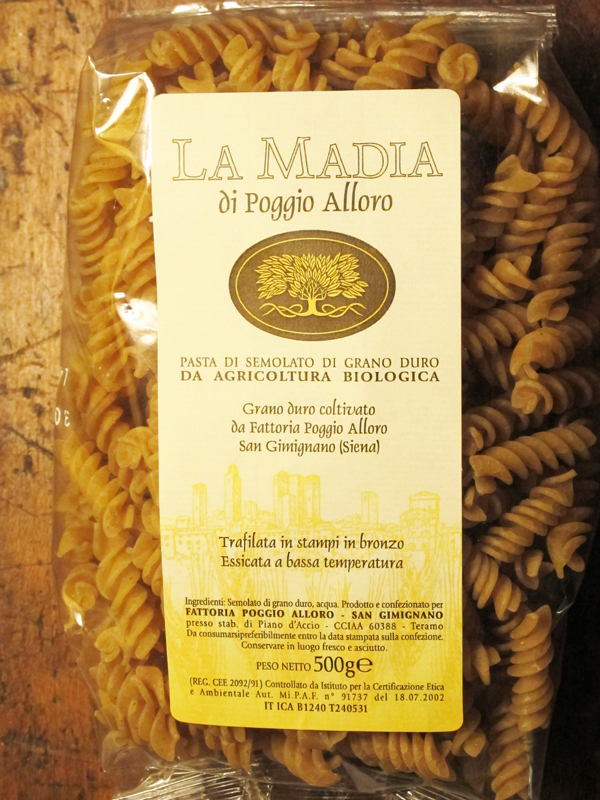 LA MADIA
di Poggio Alloro
PASTA DI SEMOLATO DI GRANO DURO
DA AGRICOLTURA BIOLOGICA
Grano duro coltivato
da Fattoria Poggio Alloro
San Gimignano (Siena)
Trafilata in stampi in bronzo
Essicata a bassa temperatura
Ingredienti: Semolato di grano duro, acqua. Prodotto e confezionato per
FATTORIA POGGIO ALLORO - SAN GIMIGNANO
presso stab. di Piano d'Accio - CCIAA 60388 - Teramo
Da consumarsipreferibilmente entro la data stampata sulla confezione.
Conservare in luogo fresco e asciutto.
PESO NETTO 500g℮
(REG. CEE 2092/91) Controllato da Istituto per la Certificazione Etica
e Ambientale Aut. Mi.P.A.F. n° 91737 del 18.07.2002
IT ICA B1240 T240531